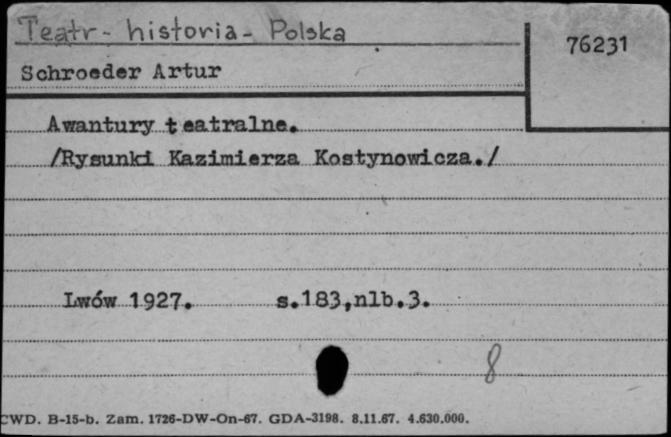 Teatr - historia - Polska
76231
Schroeder Artur
Awantury teatralne.
/Rysunki Kazimierza Kostynowicza./
Lwów 1927. s.183,nlb.3.
8
CWD. B-15-b. Zam. 1726-DW-On-67. GDA-3198. 8.11.67. 4.630.000.